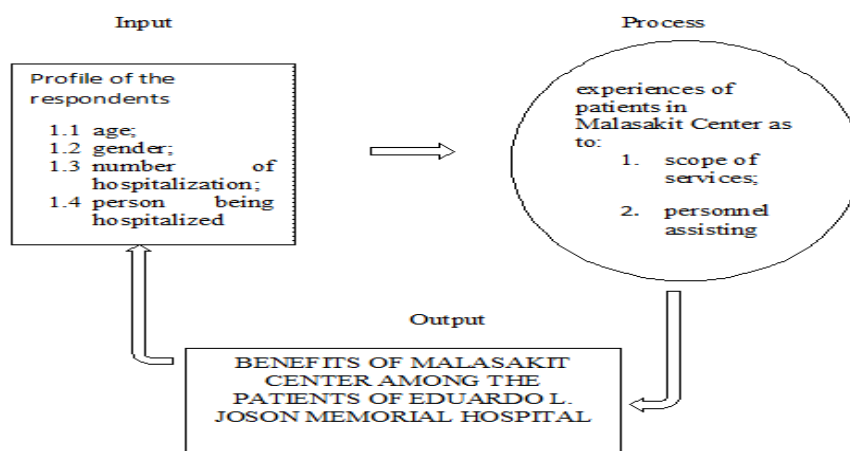 Input
Process
Profile of the
respondents
1.1 age;
1.2 gender;
1.3 number of
hospitalization;
1.4 person being
hospitalized
experiences of
patients in
Malasakit Center as
to:
1. scope of
services;
2. personnel
assisting
Output
BENEFITS OF MALASAKIT
CENTER AMONG THE
PATIENTS OF EDUARDO L.
JOSON MEMORIAL HOSPITAL